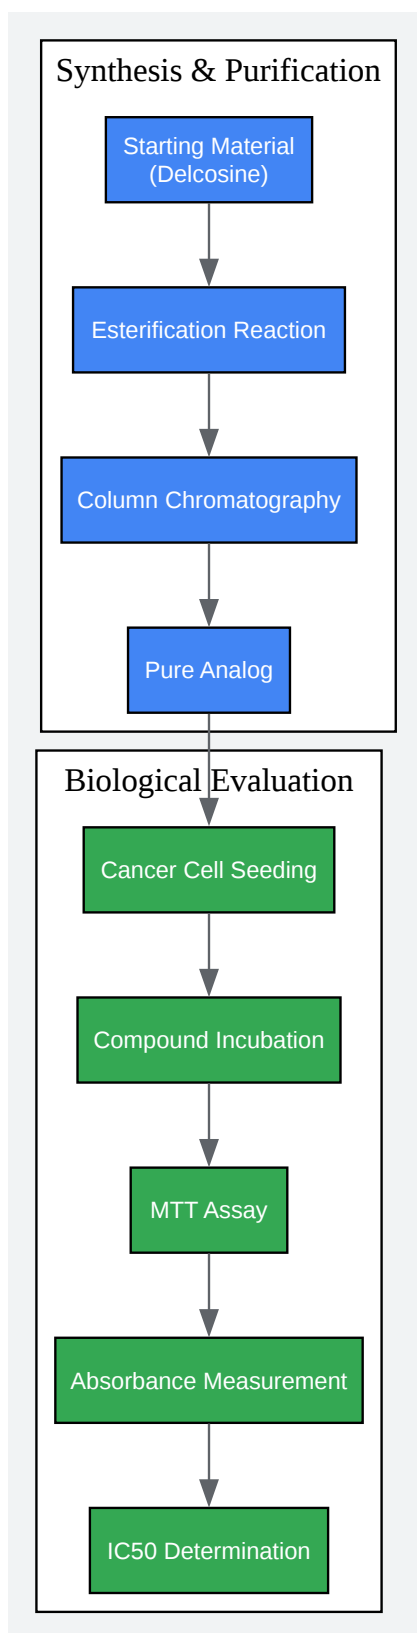 Synthesis & Purification
Starting Material
(Delcosine)
Esterification Reaction
Column Chromatography
Pure Analog
Biological Evaluation
Cancer Cell Seeding
Compound Incubation
MTT Assay
Absorbance Measurement
IC50 Determination